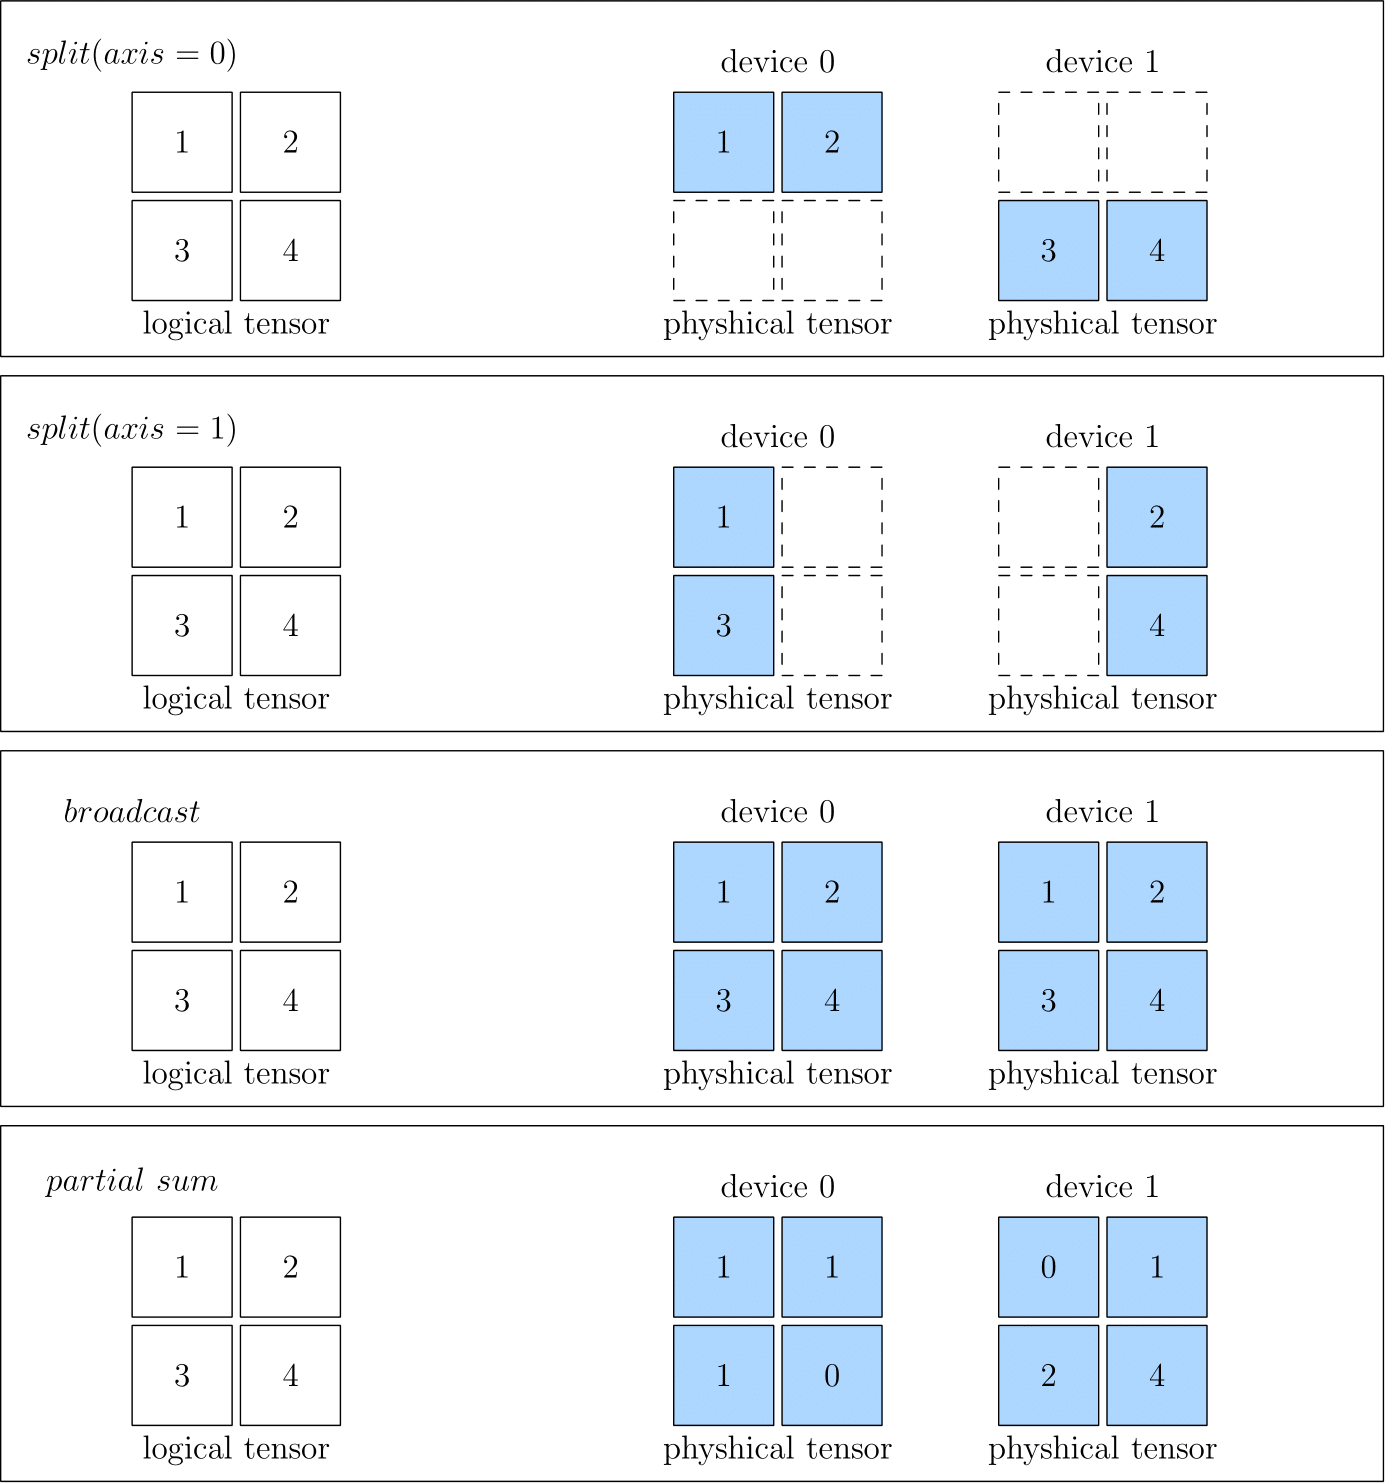 split(axis = 0)
device 0 device 1
1 2 1 2
3 4 3 4
logical tensor physhical tensor physhical tensor
split(axis = 1)
device 0 device 1
1 2 1 2
3 4 3 4
logical tensor physhical tensor physhical tensor
broadcast
device 0 device 1
1 2 1 2 1 2
3 4 3 4 3 4
logical tensor physhical tensor physhical tensor
partial sum
device 0 device 1
1 2 1 1 0 1
3 4 1 0 2 4
logical tensor physhical tensor physhical tensor